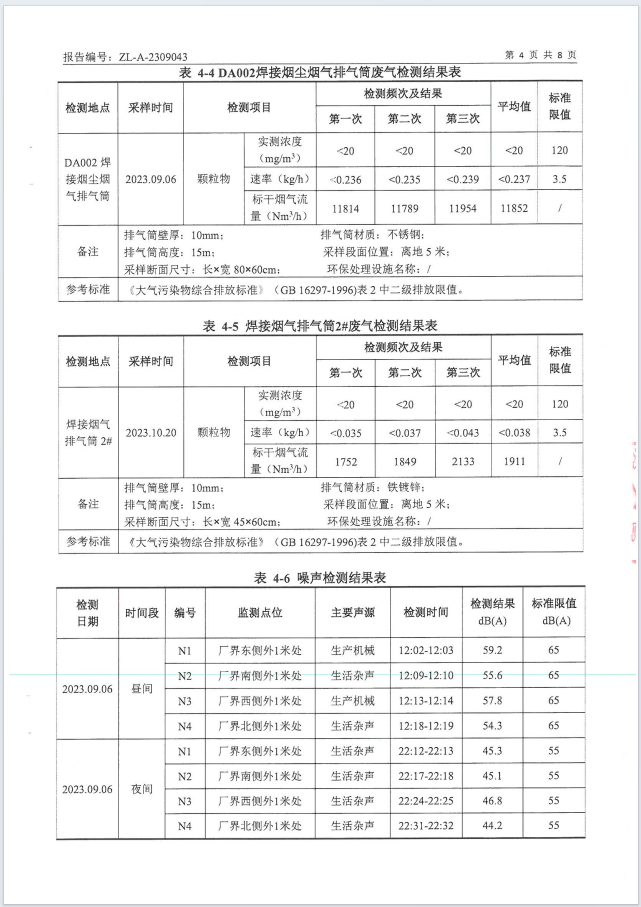 报告编号：ZL-A-2309043
第 4 页 共 8 页
表 4-4 DA002焊接烟尘烟气排气筒废气检测结果表
检测地点 采样时间 检测项目 检测频次及结果 平均值 标准限值
第一次 第二次 第三次
DA002 焊接烟尘烟气排气筒 2023.09.06 颗粒物
实测浓度（mg/m³） <20 <20 <20 <20 120
速率（kg/h） <0.236 <0.235 <0.239 <0.237 3.5
标干烟气流量（Nm³/h） 11814 11789 11954 11852 /
备注
排气筒壁厚：10mm； 排气筒材质：不锈钢；
排气筒高度：15m； 采样段面位置：离地 5 米；
采样断面尺寸：长×宽 80×60cm； 环保处理设施名称：/
参考标准 《大气污染物综合排放标准》（GB 16297-1996)表 2 中二级排放限值。
表 4-5 焊接烟气排气筒2#废气检测结果表
检测地点 采样时间 检测项目 检测频次及结果 平均值 标准限值
第一次 第二次 第三次
焊接烟气排气筒 2# 2023.10.20 颗粒物
实测浓度（mg/m³） <20 <20 <20 <20 120
速率（kg/h） <0.035 <0.037 <0.043 <0.038 3.5
标干烟气流量（Nm³/h） 1752 1849 2133 1911 /
备注
排气筒壁厚：10mm； 排气筒材质：铁镀锌；
排气筒高度：15m； 采样段面位置：离地 5 米；
采样断面尺寸：长×宽 45×60cm； 环保处理设施名称：/
参考标准 《大气污染物综合排放标准》（GB 16297-1996)表 2 中二级排放限值。
表 4-6 噪声检测结果表
检测日期 时间段 编号 监测点位 主要声源 检测时间 检测结果 dB(A) 标准限值 dB(A)
2023.09.06 昼间
N1 厂界东侧外1米处 生产机械 12:02-12:03 59.2 65
N2 厂界南侧外1米处 生活杂声 12:09-12:10 55.6 65
N3 厂界西侧外1米处 生产机械 12:13-12:14 57.8 65
N4 厂界北侧外1米处 生活杂声 12:18-12:19 54.3 65
2023.09.06 夜间
N1 厂界东侧外1米处 生活杂声 22:12-22:13 45.3 55
N2 厂界南侧外1米处 生活杂声 22:17-22:18 45.1 55
N3 厂界西侧外1米处 生活杂声 22:24-22:25 46.8 55
N4 厂界北侧外1米处 生活杂声 22:31-22:32 44.2 55